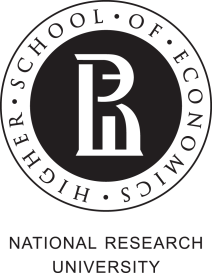 HIGHER · SCHOOL · OF · ECONOMICS ·
NATIONAL RESEARCH
UNIVERSITY